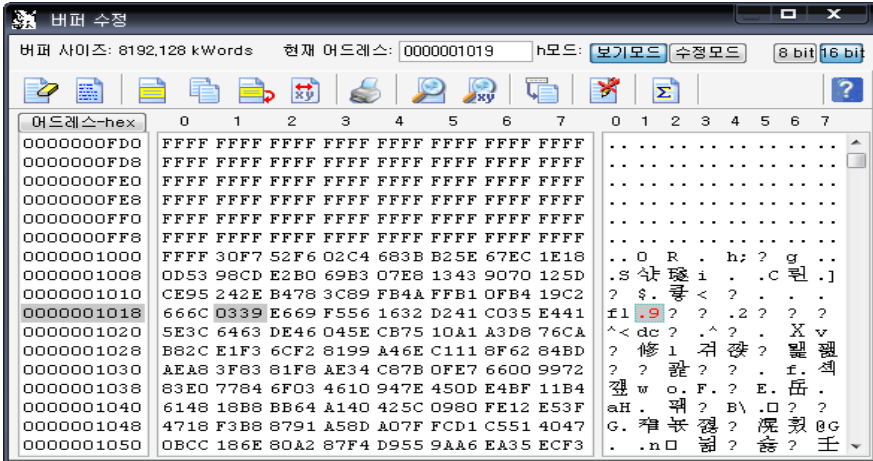 버퍼 수정
버퍼 사이즈: 8192,128 kWords 현재 어드레스: 0000001019 h모드: 보기모드 수정모드 8 bit 16 bit
어드레스-hex 0 1 2 3 4 5 6 7 0 1 2 3 4 5 6 7
0000000FD0 FFFF FFFF FFFF FFFF FFFF FFFF FFFF FFFF .. .. .. .. .. .. .. ..
0000000FD8 FFFF FFFF FFFF FFFF FFFF FFFF FFFF FFFF .. .. .. .. .. .. .. ..
0000000FE0 FFFF FFFF FFFF FFFF FFFF FFFF FFFF FFFF .. .. .. .. .. .. .. ..
0000000FE8 FFFF FFFF FFFF FFFF FFFF FFFF FFFF FFFF .. .. .. .. .. .. .. ..
0000000FF0 FFFF FFFF FFFF FFFF FFFF FFFF FFFF FFFF .. .. .. .. .. .. .. ..
0000000FF8 FFFF FFFF FFFF FFFF FFFF FFFF FFFF FFFF .. .. .. .. .. .. .. ..
0000001000 FFFF 30F7 52F6 02C4 683B B25E 67EC 1E18 .. 0 R . h; ? g ..
0000001008 0D53 98CD E2B0 69B3 07E8 1343 9070 125D .S i . .C .]
0000001010 CE95 242E B478 3C89 FB4A FFB1 0FB4 19C2 ? $. < ? . . .
0000001018 666C 0339 E669 F556 1632 D241 C035 E441 fl .9 ? ? .2 ? ? ?
0000001020 5E3C 6463 DE46 045E CB75 10A1 A3D8 76CA ^< dc ? .^ ? . X v
0000001028 B82C E1F3 6CF2 8199 A46E C111 8F62 84BD ? 修 l ?
0000001030 AEA8 3F83 81F8 AE34 C87B 0FE7 6600 9972 ? ? ? ? . f.
0000001038 83E0 7784 6F03 4610 947E 450D E4BF 11B4 w o. F. ? E. 岳 .
0000001040 6148 18B8 BB64 A140 425C 0980 FE12 E53F aH . ? B\ .□ ? ?
0000001048 4718 F3B8 8791 A58D A07F FCD1 C551 4047 G. ? 滉 @G
0000001050 0BCC 186E 80A2 87F4 D955 9AA6 EA35 ECF3 . .n □ ? ? 壬